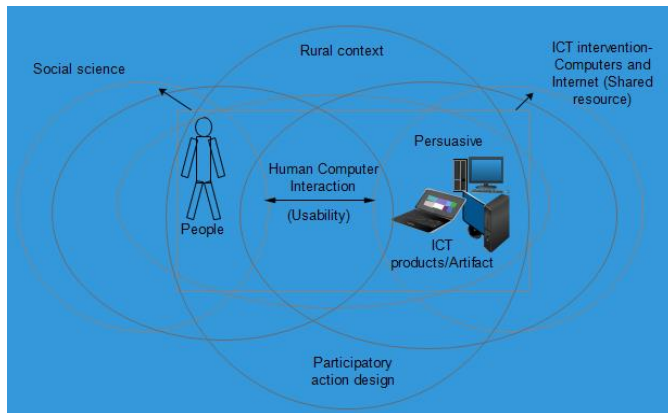 Rural context
Social science
ICT intervention-
Computers and
Internet (Shared
resource)
Persuasive
Human Computer
Interaction
(Usability)
People
ICT
products/Artifact
Participatory
action design